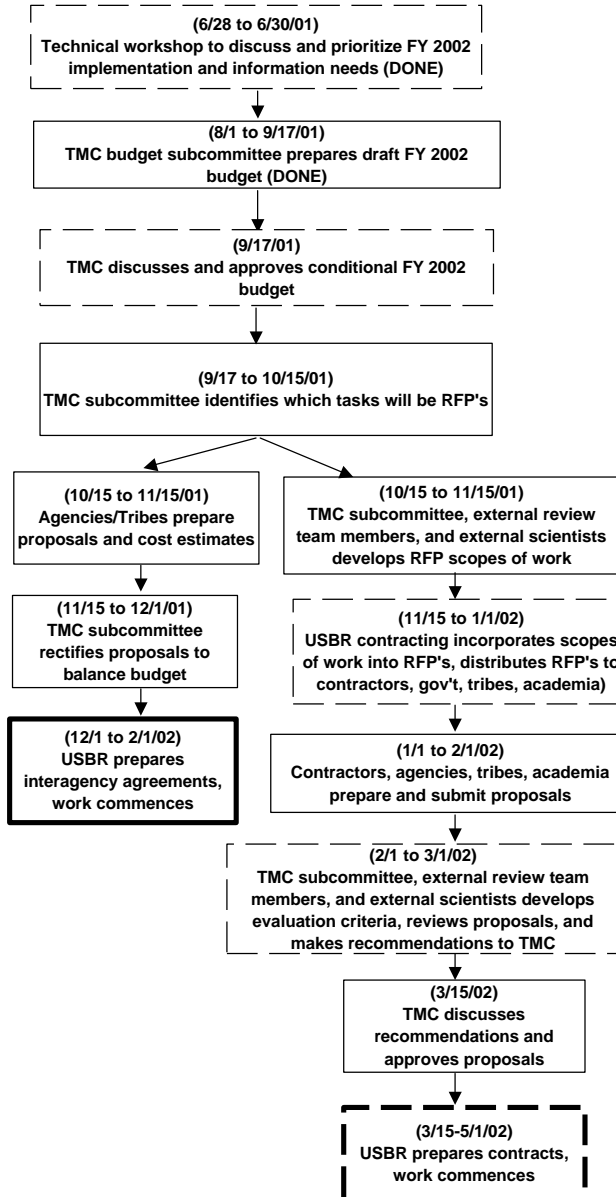 (6/28 to 6/30/01)
Technical workshop to discuss and prioritize FY 2002
implementation and information needs (DONE)
(8/1 to 9/17/01)
TMC budget subcommittee prepares draft FY 2002
budget (DONE)
(9/17/01)
TMC discusses and approves conditional FY 2002
budget
(9/17 to 10/15/01)
TMC subcommittee identifies which tasks will be RFP's
(10/15 to 11/15/01)
Agencies/Tribes prepare
proposals and cost estimates
(11/15 to 12/1/01)
TMC subcommittee
rectifies proposals to
balance budget
(12/1 to 2/1/02)
USBR prepares
interagency agreements,
work commences
(10/15 to 11/15/01)
TMC subcommittee, external review
team members, and external scientists
develops RFP scopes of work
(11/15 to 1/1/02)
USBR contracting incorporates scopes
of work into RFP's, distributes RFP's to
contractors, gov't, tribes, academia)
(1/1 to 2/1/02)
Contractors, agencies, tribes, academia
prepare and submit proposals
(2/1 to 3/1/02)
TMC subcommittee, external review team
members, and external scientists develops
evaluation criteria, reviews proposals, and
makes recommendations to TMC
(3/15/02)
TMC discusses
recommendations and
approves proposals
(3/15-5/1/02)
USBR prepares contracts,
work commences